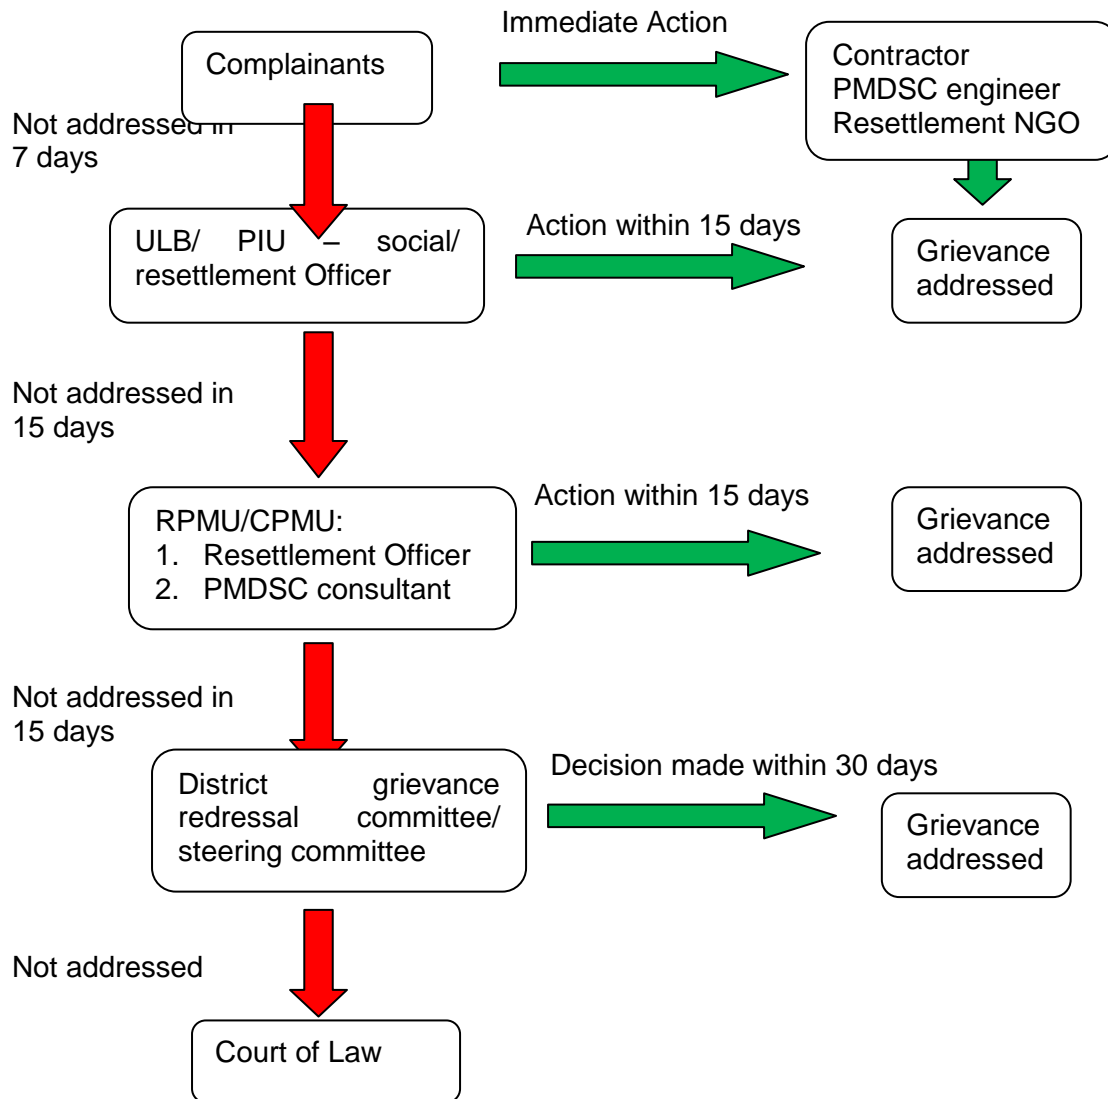 Immediate Action
Complainants
Contractor
PMDSC engineer
Resettlement NGO
Not addressed in
7 days
ULB/ PIU – social/
resettlement Officer
Action within 15 days
Grievance
addressed
Not addressed in
15 days
RPMU/CPMU:
1. Resettlement Officer
2. PMDSC consultant
Action within 15 days
Grievance
addressed
Not addressed in
15 days
District grievance
redressal committee/
steering committee
Decision made within 30 days
Grievance
addressed
Not addressed
Court of Law